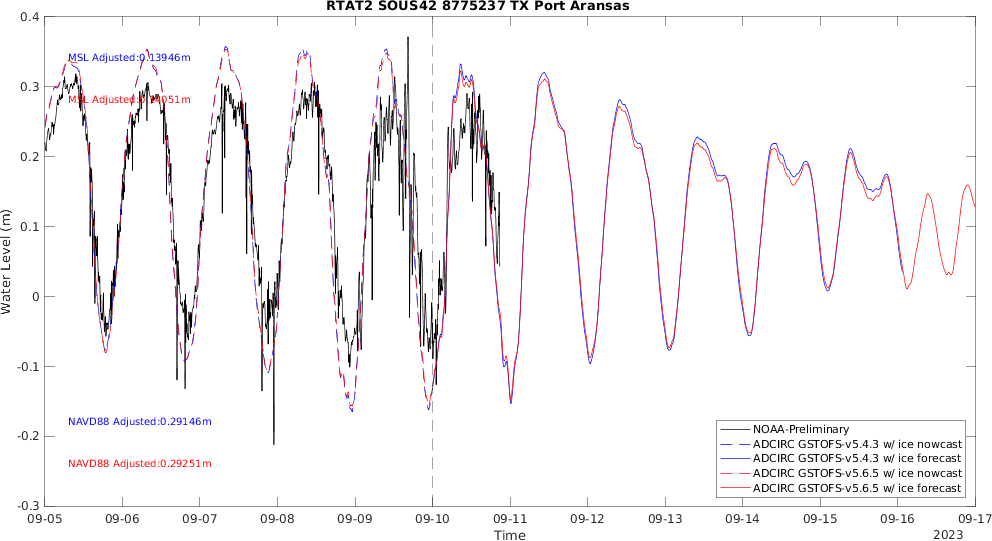 RTAT2 SOUS42 8775237 TX Port Aransas
0.4
0.3
0.2
0.1
0
-0.1
-0.2
-0.3
Water Level (m)
MSL Adjusted:0.13946m
MSL Adjusted:0.14051m
NAVD88 Adjusted:0.29146m
NAVD88 Adjusted:0.29251m
NOAA-Preliminary
ADCIRC GSTOFS-v5.4.3 w/ ice nowcast
ADCIRC GSTOFS-v5.4.3 w/ ice forecast
ADCIRC GSTOFS-v5.6.5 w/ ice nowcast
ADCIRC GSTOFS-v5.6.5 w/ ice forecast
09-05 09-06 09-07 09-08 09-09 09-10 09-11 09-12 09-13 09-14 09-15 09-16 09-17
Time
2023